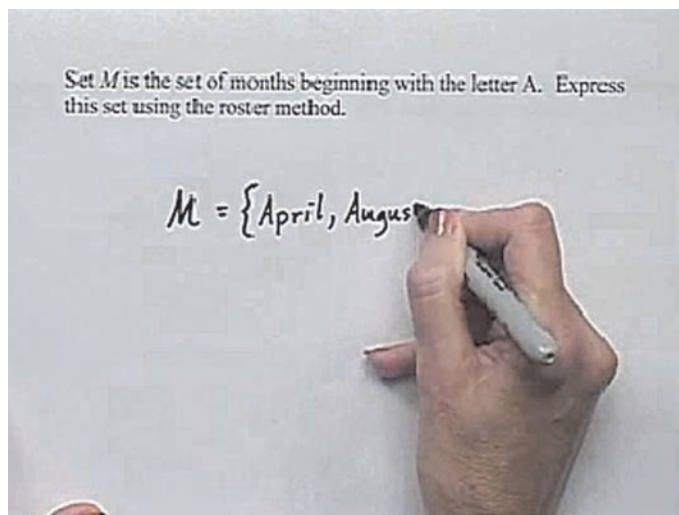 Set M is the set of months beginning with the letter A. Express
this set using the roster method.
M = {April, Augus